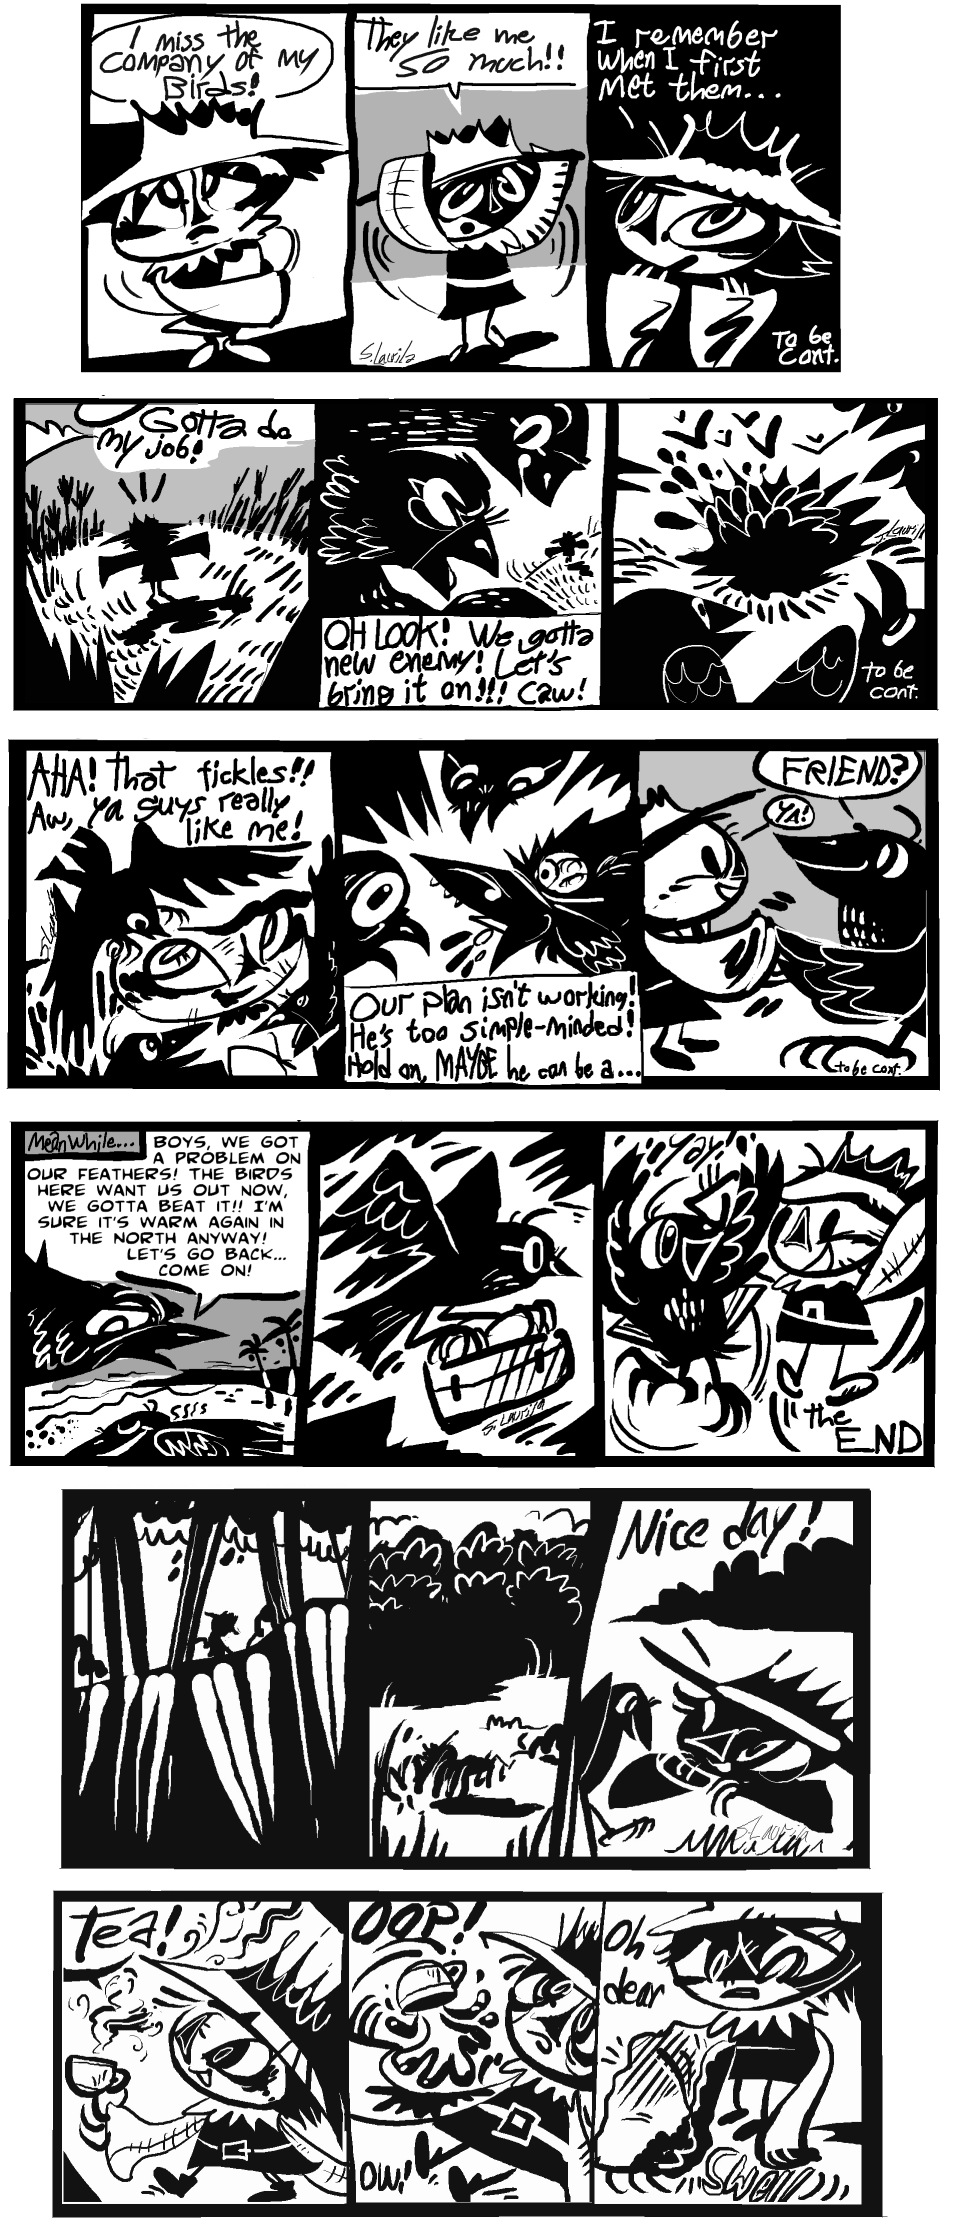 I miss the
company of my
Birds!
They like me
so much!!
S. Laurila
I remember
when I first
met them...
To be
cont.
Gotta do
my job!
OH LOOK! We gotta
new enemy! Let's
bring it on!!! Caw!
S. Laurila
to be
cont.
AHA! That tickles!!
Aw, ya guys really
like me!
Our plan isn't working!
He's too simple-minded!
Hold on, MAYBE he can be a...
FRIEND?
YA!
to be cont.
Meanwhile...
BOYS, WE GOT
A PROBLEM ON
OUR FEATHERS! THE BIRDS
HERE WANT US OUT NOW,
WE GOTTA BEAT IT!! I'M
SURE IT'S WARM AGAIN IN
THE NORTH ANYWAY!
LET'S GO BACK...
COME ON!
ssss
S. Laurila
Yay!
the
END
Nice day!
S. Laurila
Tea!
OOP!
OW!
Oh
dear